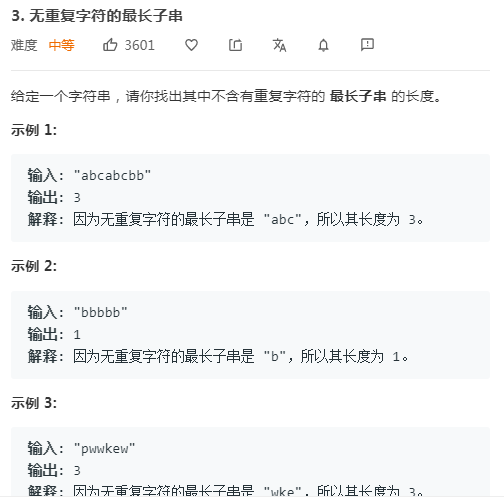 3. 无重复字符的最长子串
难度 中等 3601
给定一个字符串，请你找出其中不含有重复字符的 最长子串 的长度。
示例 1:
输入: "abcabcbb"
输出: 3
解释: 因为无重复字符的最长子串是 "abc"，所以其长度为 3。
示例 2:
输入: "bbbbb"
输出: 1
解释: 因为无重复字符的最长子串是 "b"，所以其长度为 1。
示例 3:
输入: "pwwkew"
输出: 3
解释: 因为无重复字符的最长子串是 "wke"，所以其长度为 3。